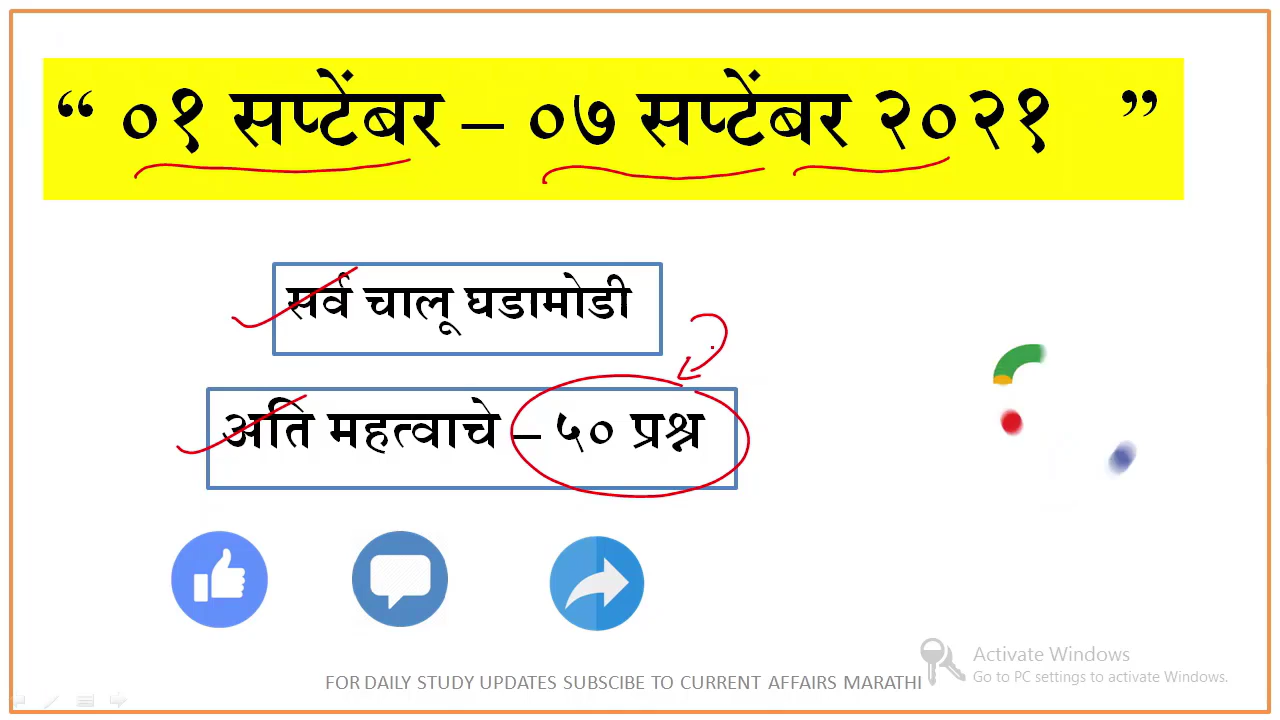 “ ०१ सप्टेंबर – ०७ सप्टेंबर २०२१ ”
सर्व चालू घडामोडी
अति महत्वाचे – ५० प्रश्न
Activate Windows
Go to PC settings to activate Windows.
FOR DAILY STUDY UPDATES SUBSCIBE TO CURRENT AFFAIRS MARATHI